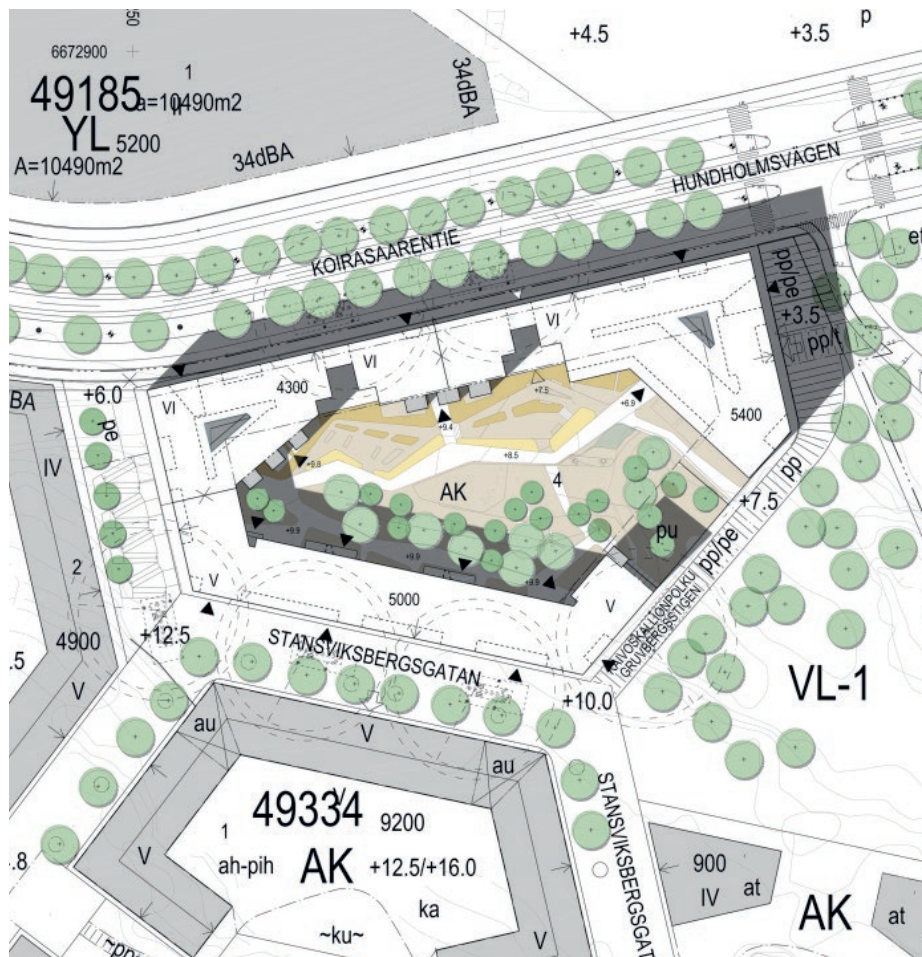 50
6672900
1
49185
a=10490m2
YL 5200
A=10490m2
34dBA
34dBA
+4.5
p
+3.5
HUNDHOLMSVÄGEN
KOIRASAARENTIE
pp/pe
+3.5
pp/t
+6.0
pe
VI
VI
VI
4300
+7.5
+6.9
5400
+9.4
+8.5
+9.8
4
AK
IV
2
+9.9
+9.9
+9.9
pu
pp/pe
+7.5
pp
V
5000
V
4900
V
+12.5
STANSVIKSBERGSGATAN
KAIVOSKALLIONPOLKU
GRUVBERGSSTIGEN
+10.0
VL-1
au
V
au
49334
9200
1
ah-pih
AK
+12.5/+16.0
ka
~ku~
V
V
STANSVIKSBERGSGAT
900
IV
at
AK
at
.5
.8